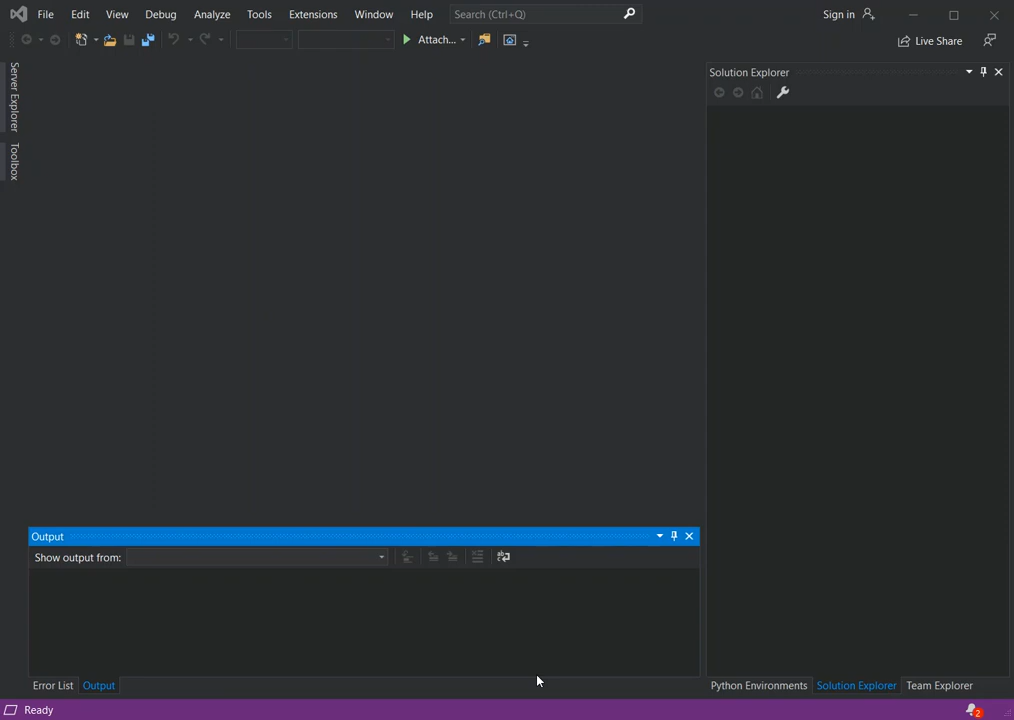 File Edit View Debug Analyze Tools Extensions Window Help Search (Ctrl+Q) Sign in
Attach... Live Share
Server Explorer
Toolbox
Solution Explorer
Output
Show output from:
Error List Output
Python Environments Solution Explorer Team Explorer
Ready 2